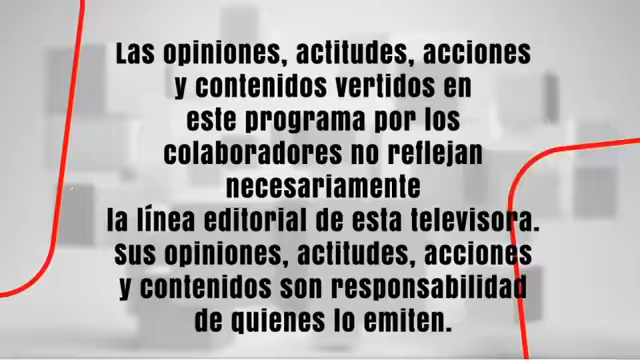 Las opiniones, actitudes, acciones
y contenidos vertidos en
este programa por los
colaboradores no reflejan
necesariamente
la línea editorial de esta televisora.
Sus opiniones, actitudes, acciones
y contenidos son responsabilidad
de quienes lo emiten.